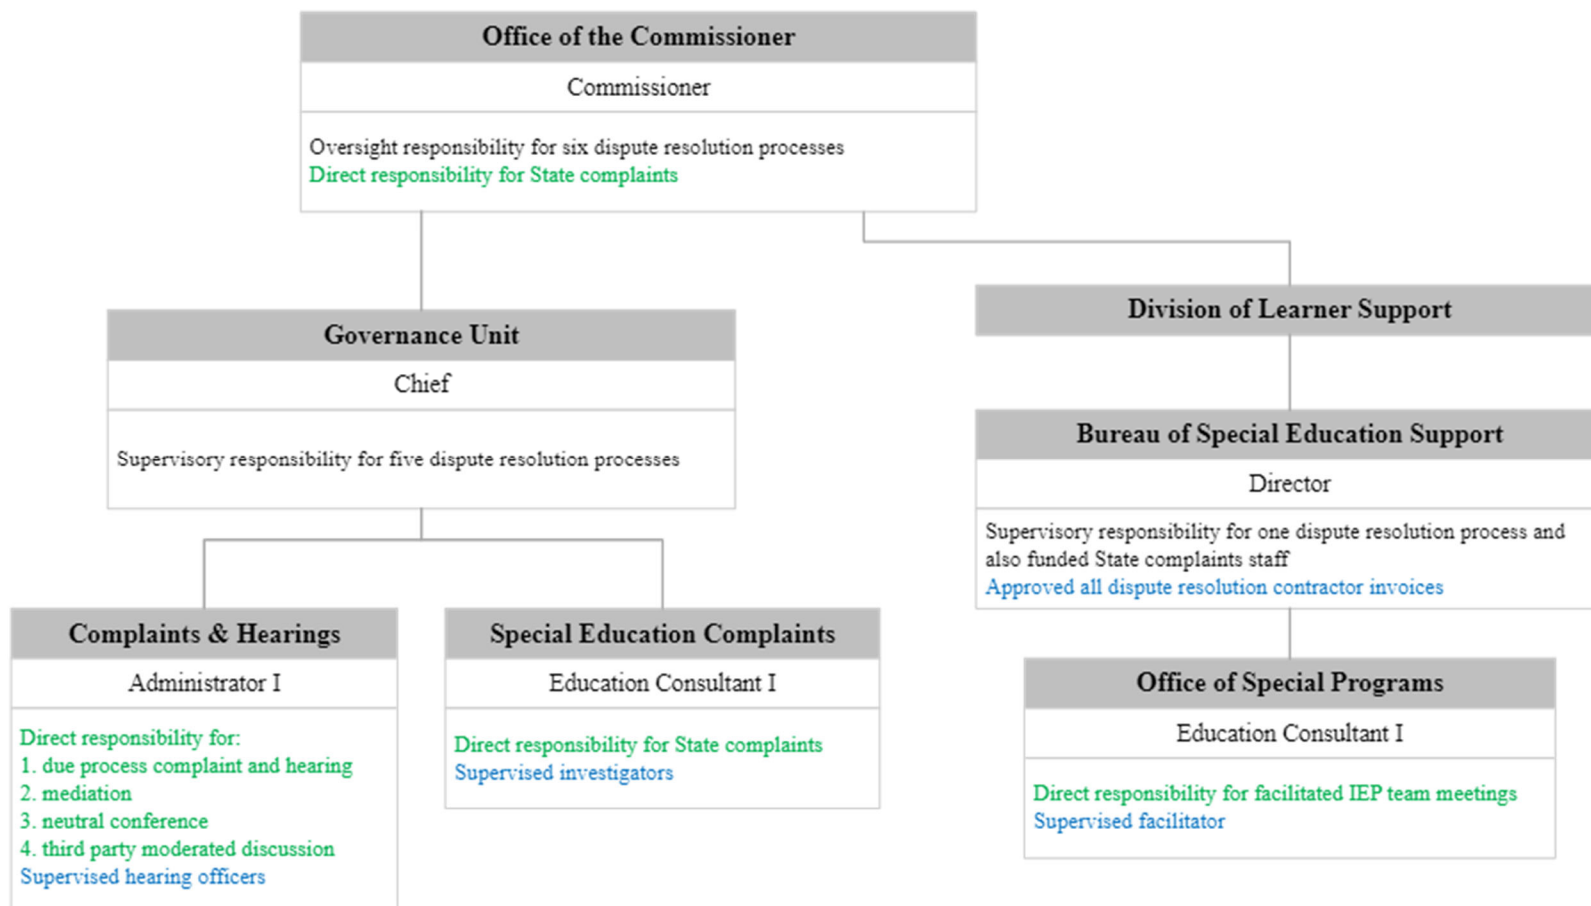 Office of the Commissioner
Commissioner
Oversight responsibility for six dispute resolution processes
Direct responsibility for State complaints
Governance Unit
Chief
Supervisory responsibility for five dispute resolution processes
Division of Learner Support
Bureau of Special Education Support
Director
Supervisory responsibility for one dispute resolution process and
also funded State complaints staff
Approved all dispute resolution contractor invoices
Complaints & Hearings
Administrator I
Direct responsibility for:
1. due process complaint and hearing
2. mediation
3. neutral conference
4. third party moderated discussion
Supervised hearing officers
Special Education Complaints
Education Consultant I
Direct responsibility for State complaints
Supervised investigators
Office of Special Programs
Education Consultant I
Direct responsibility for facilitated IEP team meetings
Supervised facilitator